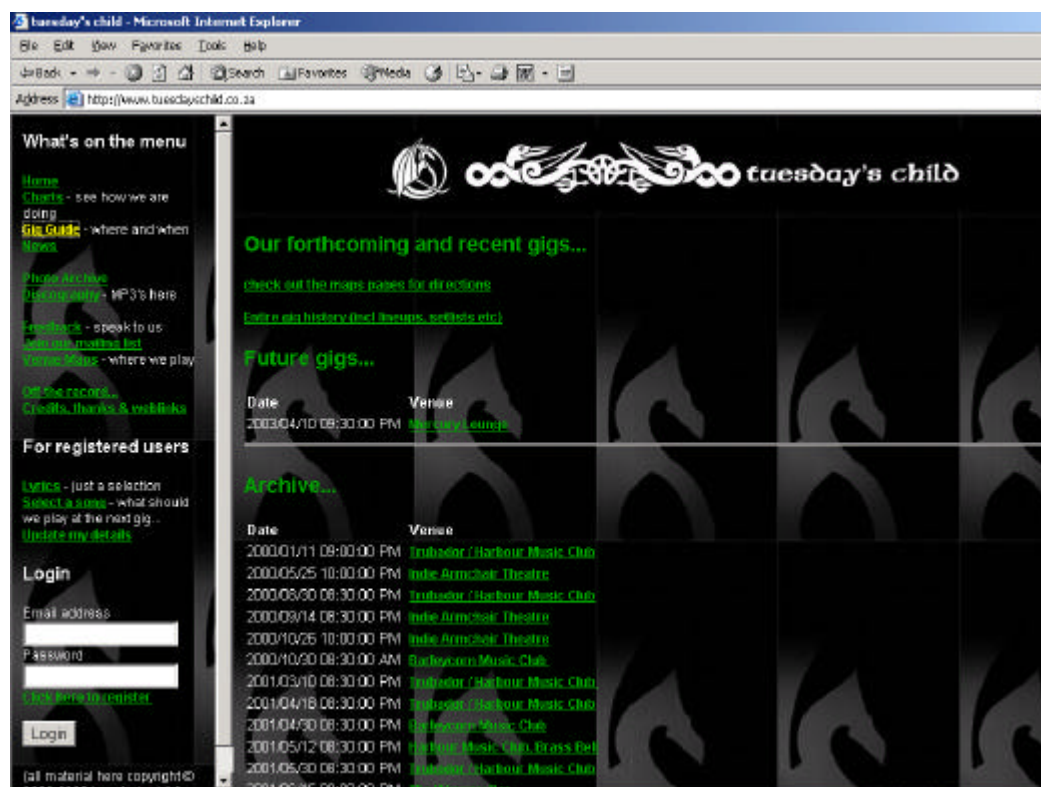 tuesday's child - Microsoft Internet Explorer
File Edit View Favorites Tools Help
Back Search Favorites Media
Address http://www.tuesdayschild.co.za
What's on the menu
Home
Charts - see how we are
doing
Gig Guide - where and when
News
Photo Archive
Discography - MP3's here
Feedback - speak to us
Join our mailing list
Venue Maps - where we play
Off the record...
Credits, thanks & weblinks
For registered users
Lyrics - just a selection
Select a song - what should
we play at the next gig...
Update my details
Login
Email address
Password
Click here to register
Login
(all material here copyright©
tuesday's child
Our forthcoming and recent gigs...
check out the maps pages for directions
Entire gig history (incl lineups, setlists etc)
Future gigs...
Date Venue
2003/04/10 09:30:00 PM Mercury Lounge
Archive...
Date Venue
2000/01/11 09:00:00 PM Trubador / Harbour Music Club
2000/05/25 10:00:00 PM Indie Armchair Theatre
2000/08/30 08:30:00 PM Trubador / Harbour Music Club
2000/09/14 08:30:00 PM Indie Armchair Theatre
2000/10/26 10:00:00 PM Indie Armchair Theatre
2000/10/30 08:30:00 AM Barleycorn Music Club
2001/03/10 08:30:00 PM Trubador / Harbour Music Club
2001/04/18 08:30:00 PM Trubador / Harbour Music Club
2001/04/30 08:30:00 PM Barleycorn Music Club
2001/05/12 08:30:00 PM Harbour Music Club, Brass Bell
2001/05/30 08:30:00 PM Trubador / Harbour Music Club